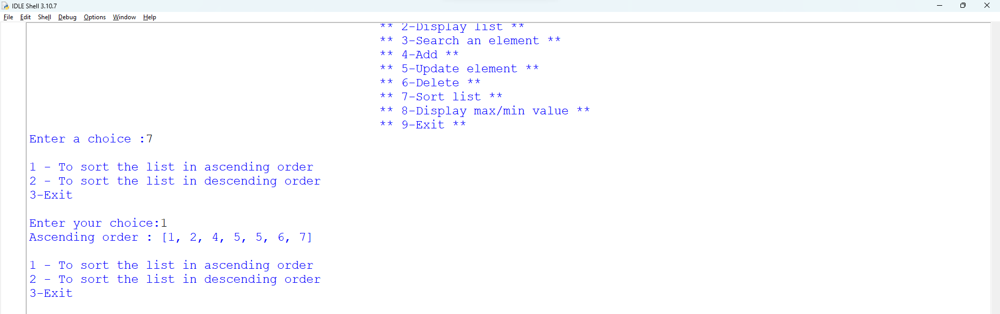 IDLE Shell 3.10.7
File Edit Shell Debug Options Window Help
** 2-Display list **
** 3-Search an element **
** 4-Add **
** 5-Update element **
** 6-Delete **
** 7-Sort list **
** 8-Display max/min value **
** 9-Exit **
Enter a choice :7
1 - To sort the list in ascending order
2 - To sort the list in descending order
3-Exit
Enter your choice:1
Ascending order : [1, 2, 4, 5, 5, 6, 7]
1 - To sort the list in ascending order
2 - To sort the list in descending order
3-Exit